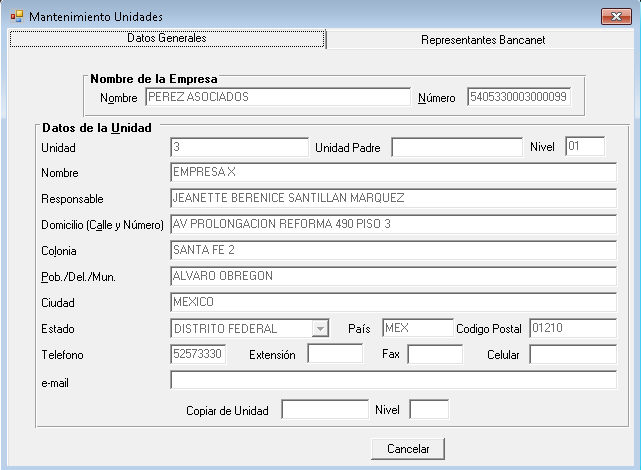 Mantenimiento Unidades
Datos Generales Representantes Bancanet
Nombre de la Empresa
Nombre PEREZ ASOCIADOS Número 5405330003000099
Datos de la Unidad
Unidad 3 Unidad Padre Nivel 01
Nombre EMPRESA X
Responsable JEANETTE BERENICE SANTILLAN MARQUEZ
Domicilio (Calle y Número) AV PROLONGACION REFORMA 490 PISO 3
Colonia SANTA FE 2
Pob./Del./Mun. ALVARO OBREGON
Ciudad MEXICO
Estado DISTRITO FEDERAL País MEX Codigo Postal 01210
Telefono 52573330 Extensión Fax Celular
e-mail
Copiar de Unidad Nivel
Cancelar